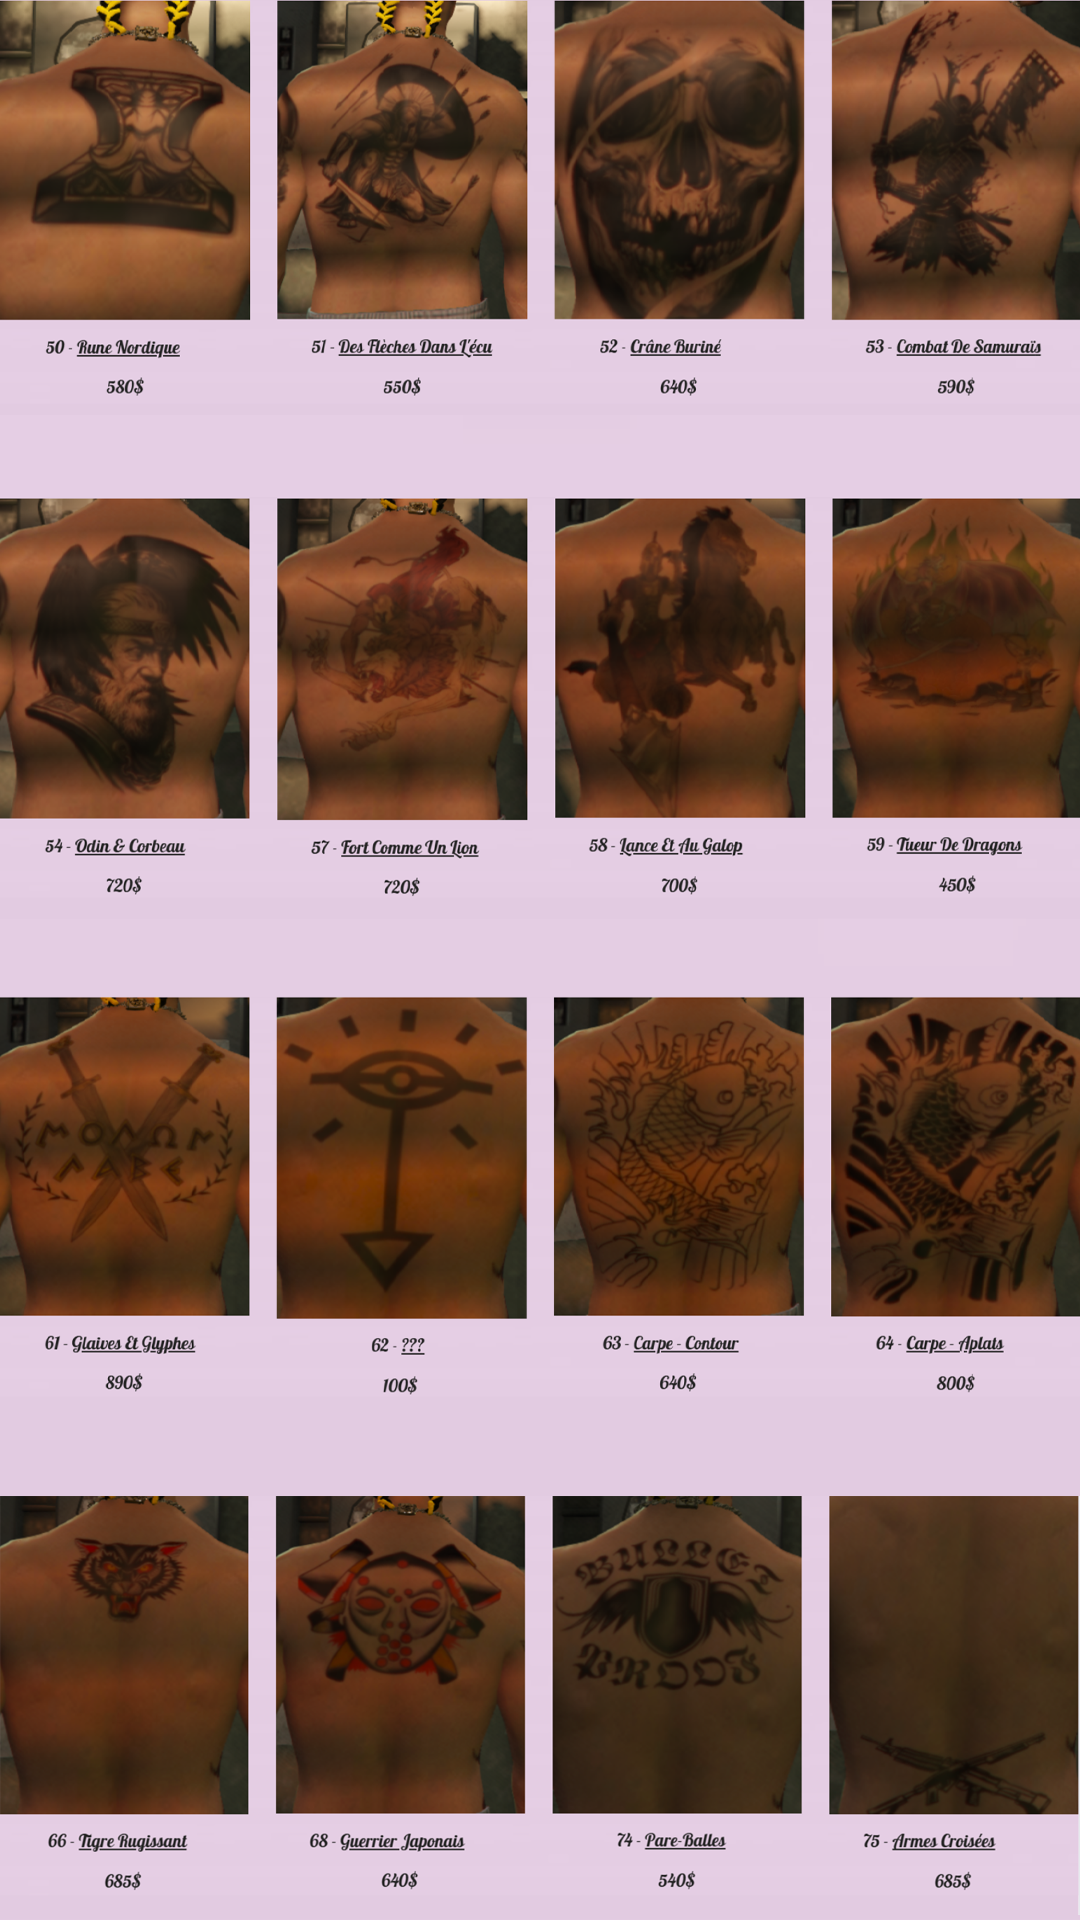 50 - Rune Nordique
580$
51 - Des Flèches Dans L'écu
550$
52 - Crâne Buriné
640$
53 - Combat De Samuraïs
590$
54 - Odin & Corbeau
720$
57 - Fort Comme Un Lion
720$
58 - Lance Et Au Galop
700$
59 - Tueur De Dragons
450$
ΜΟΛΩΝ
ΛΑΒΕ
61 - Glaives Et Glyphes
890$
62 - ???
100$
63 - Carpe - Contour
640$
64 - Carpe - Aplats
800$
66 - Tigre Rugissant
685$
68 - Guerrier Japonais
640$
BULLET
PROOF
74 - Pare-Balles
540$
75 - Armes Croisées
685$